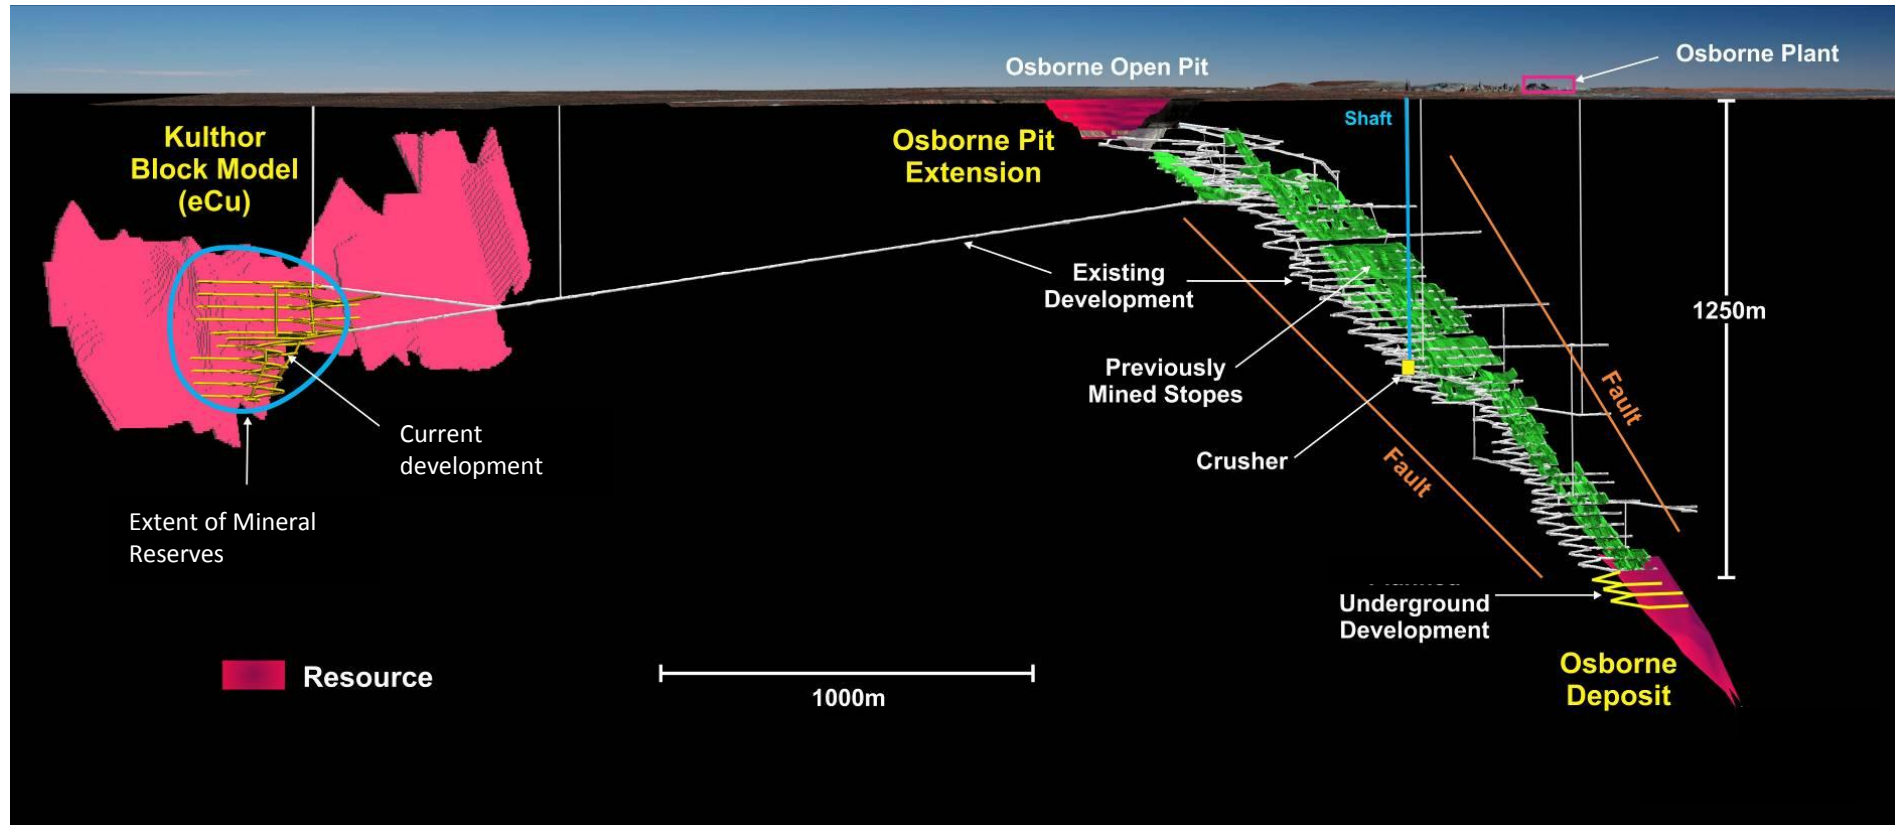 Osborne Plant
Osborne Open Pit
Shaft
Kulthor
Block Model
(eCu)
Osborne Pit
Extension
Existing
Development
1250m
Previously
Mined Stopes
Fault
Current
development
Crusher
Fault
Extent of Mineral
Reserves
Underground
Development
Osborne
Deposit
Resource
1000m